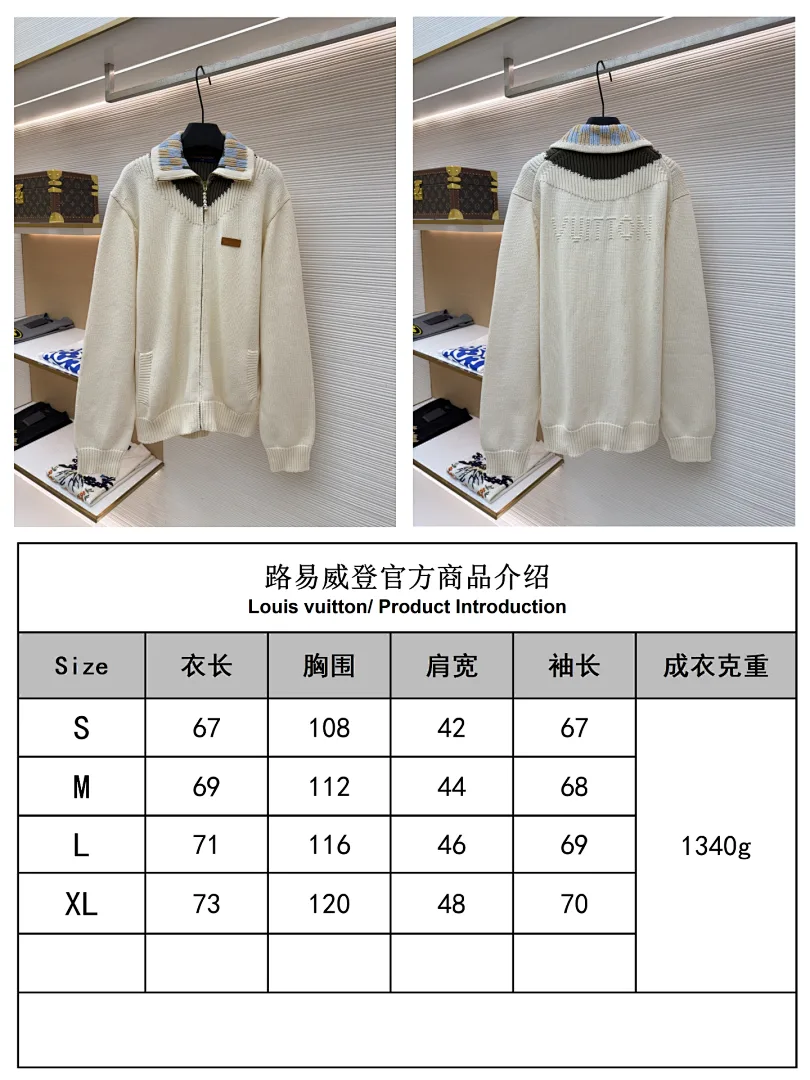 VUITTON
路易威登官方商品介绍
Louis vuitton/ Product Introduction
Size 衣长 胸围 肩宽 袖长 成衣克重
S 67 108 42 67
M 69 112 44 68
L 71 116 46 69
1340g
XL 73 120 48 70